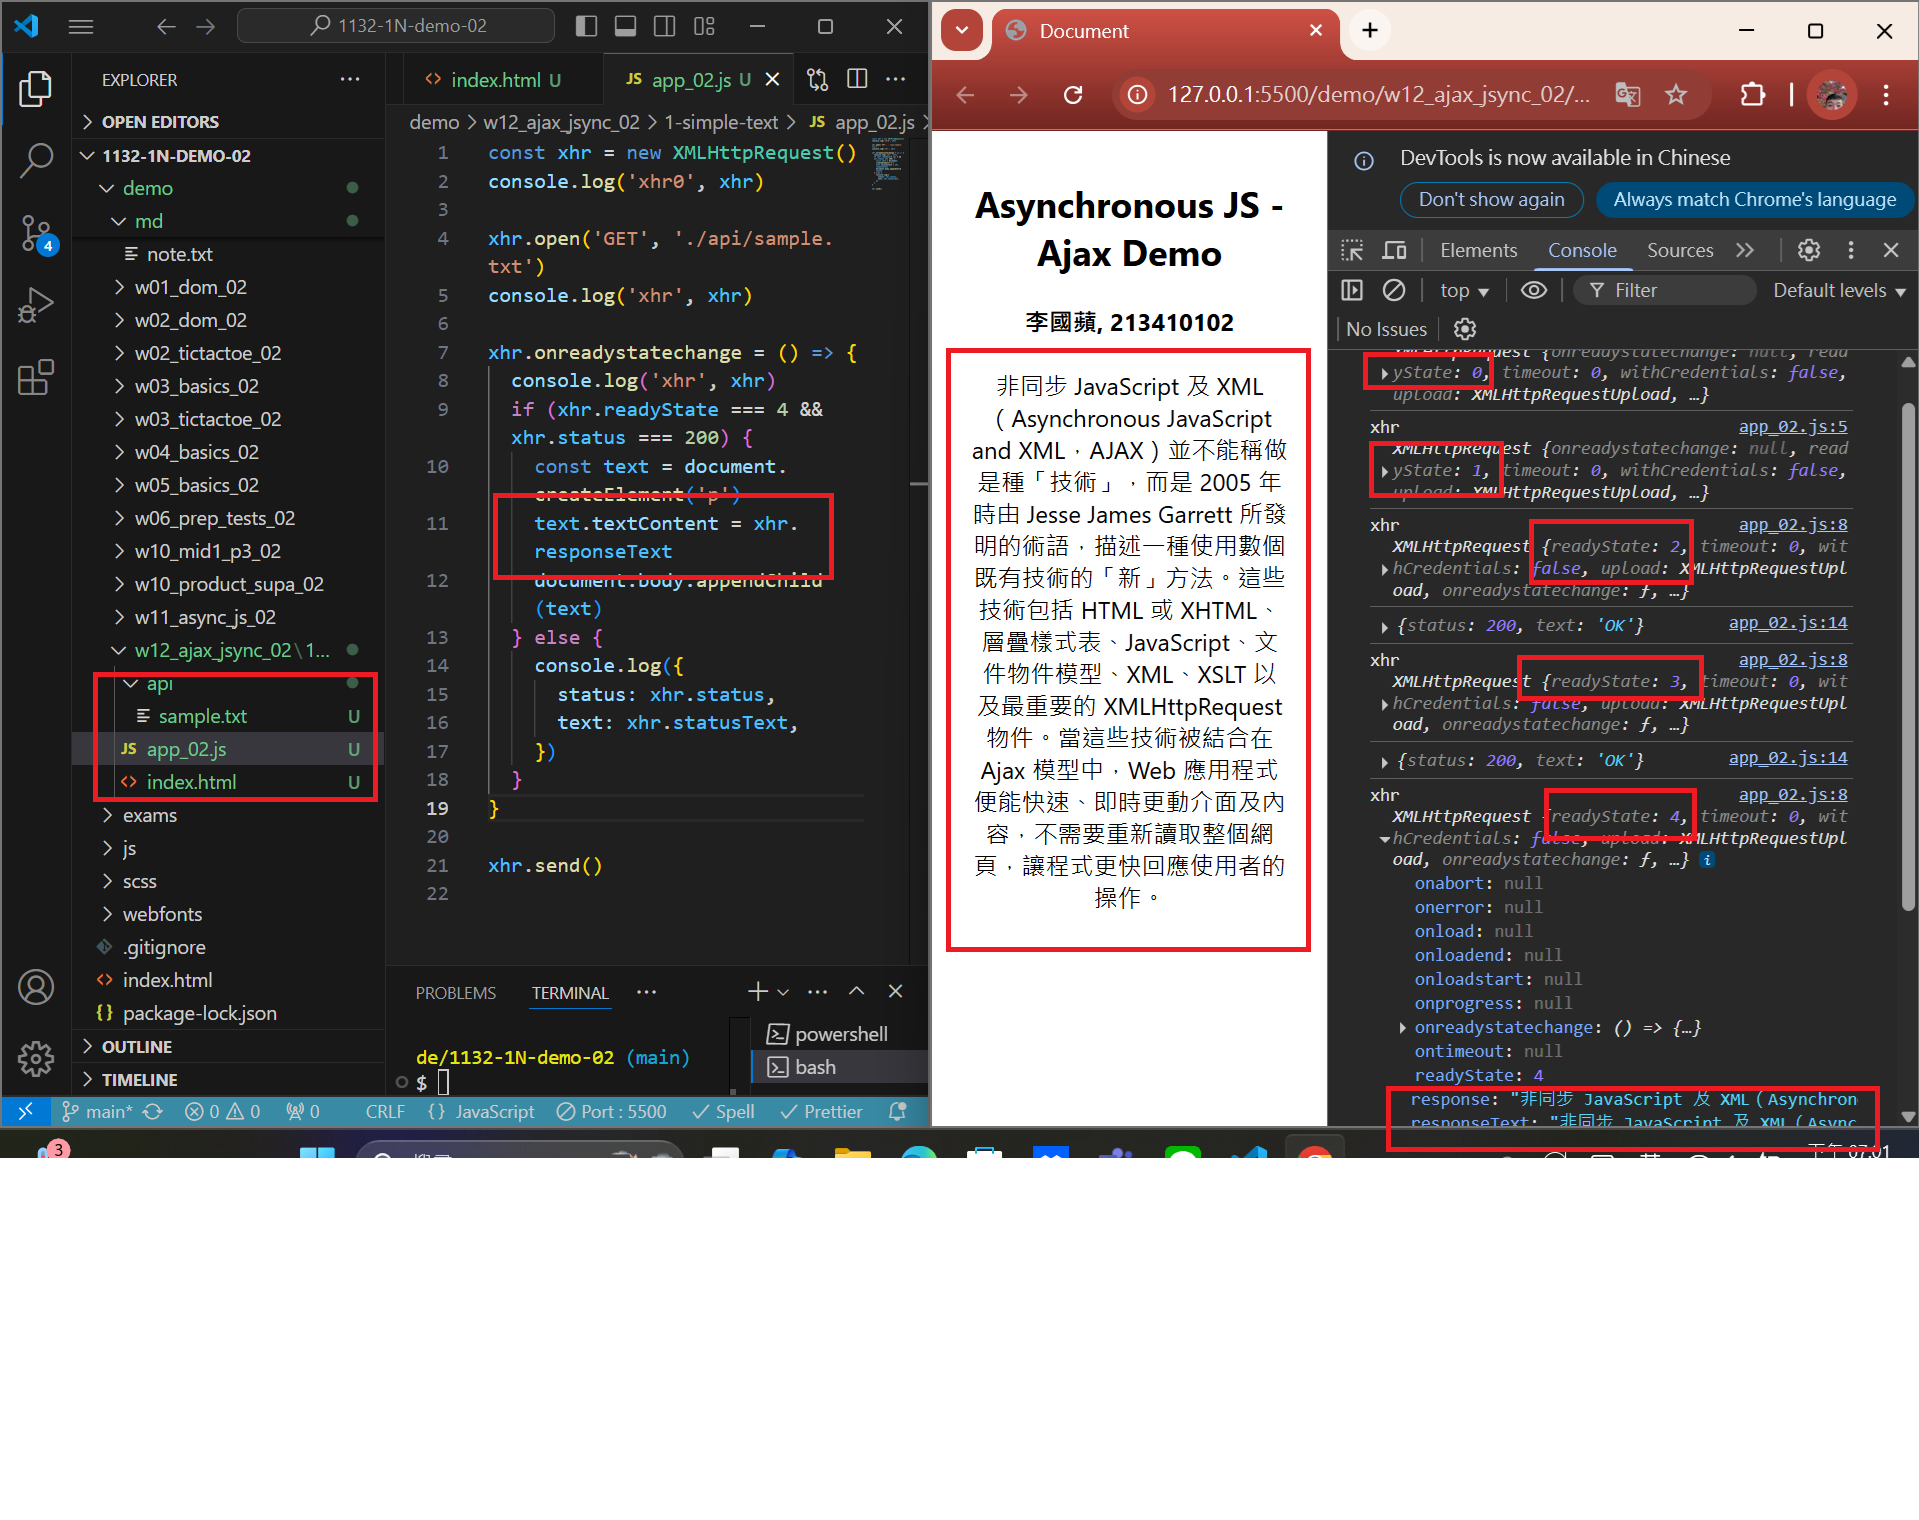 1132-1N-demo-02
EXPLORER
OPEN EDITORS
1132-1N-DEMO-02
demo
md
note.txt
w01_dom_02
w02_dom_02
w02_tictactoe_02
w03_basics_02
w03_tictactoe_02
w04_basics_02
w05_basics_02
w06_prep_tests_02
w10_mid1_p3_02
w10_product_supa_02
w11_async_js_02
w12_ajax_jsync_02\1...
api
sample.txt U
JS app_02.js U
index.html U
exams
js
scss
webfonts
.gitignore
index.html
package-lock.json
OUTLINE
TIMELINE
4
index.html U
JS app_02.js U
demo > w12_ajax_jsync_02 > 1-simple-text > JS app_02.js >
1 const xhr = new XMLHttpRequest()
2 console.log('xhr0', xhr)
3
4 xhr.open('GET', './api/sample.
txt')
5 console.log('xhr', xhr)
6
7 xhr.onreadystatechange = () => {
8 console.log('xhr', xhr)
9 if (xhr.readyState === 4 &&
xhr.status === 200) {
10 const text = document.
createElement('p')
11 text.textContent = xhr.
responseText
12 document.body.appendChild
(text)
13 } else {
14 console.log({
15 status: xhr.status,
16 text: xhr.statusText,
17 })
18 }
19 }
20
21 xhr.send()
22
PROBLEMS TERMINAL
de/1132-1N-demo-02 (main)
$
powershell
bash
main* 0 0 0 CRLF {} JavaScript Port : 5500 Spell Prettier
Document
127.0.0.1:5500/demo/w12_ajax_jsync_02/...
Asynchronous JS -
Ajax Demo
李國蘋, 213410102
非同步 JavaScript 及 XML
（Asynchronous JavaScript
and XML，AJAX）並不能稱做
是種「技術」，而是 2005 年
時由 Jesse James Garrett 所發
明的術語，描述一種使用數個
既有技術的「新」方法。這些
技術包括 HTML 或 XHTML、
層疊樣式表、JavaScript、文
件物件模型、XML、XSLT 以
及最重要的 XMLHttpRequest
物件。當這些技術被結合在
Ajax 模型中，Web 應用程式
便能快速、即時更動介面及內
容，不需要重新讀取整個網
頁，讓程式更快回應使用者的
操作。
DevTools is now available in Chinese
Don't show again
Always match Chrome's language
Elements Console Sources
top Filter Default levels
No Issues
XMLHttpRequest {onreadystatechange: null, read
yState: 0, timeout: 0, withCredentials: false,
upload: XMLHttpRequestUpload, …}
xhr app_02.js:5
XMLHttpRequest {onreadystatechange: null, read
yState: 1, timeout: 0, withCredentials: false,
upload: XMLHttpRequestUpload, …}
xhr app_02.js:8
XMLHttpRequest {readyState: 2, timeout: 0, wit
hCredentials: false, upload: XMLHttpRequestUpl
oad, onreadystatechange: ƒ, …}
{status: 200, text: 'OK'} app_02.js:14
xhr app_02.js:8
XMLHttpRequest {readyState: 3, timeout: 0, wit
hCredentials: false, upload: XMLHttpRequestUpl
oad, onreadystatechange: ƒ, …}
{status: 200, text: 'OK'} app_02.js:14
xhr app_02.js:8
XMLHttpRequest {readyState: 4, timeout: 0, wit
hCredentials: false, upload: XMLHttpRequestUpl
oad, onreadystatechange: ƒ, …} i
onabort: null
onerror: null
onload: null
onloadend: null
onloadstart: null
onprogress: null
onreadystatechange: () => {…}
ontimeout: null
readyState: 4
response: "非同步 JavaScript 及 XML（Asynchron
responseText: "非同步 JavaScript 及 XML（Async
3
下午 07:01